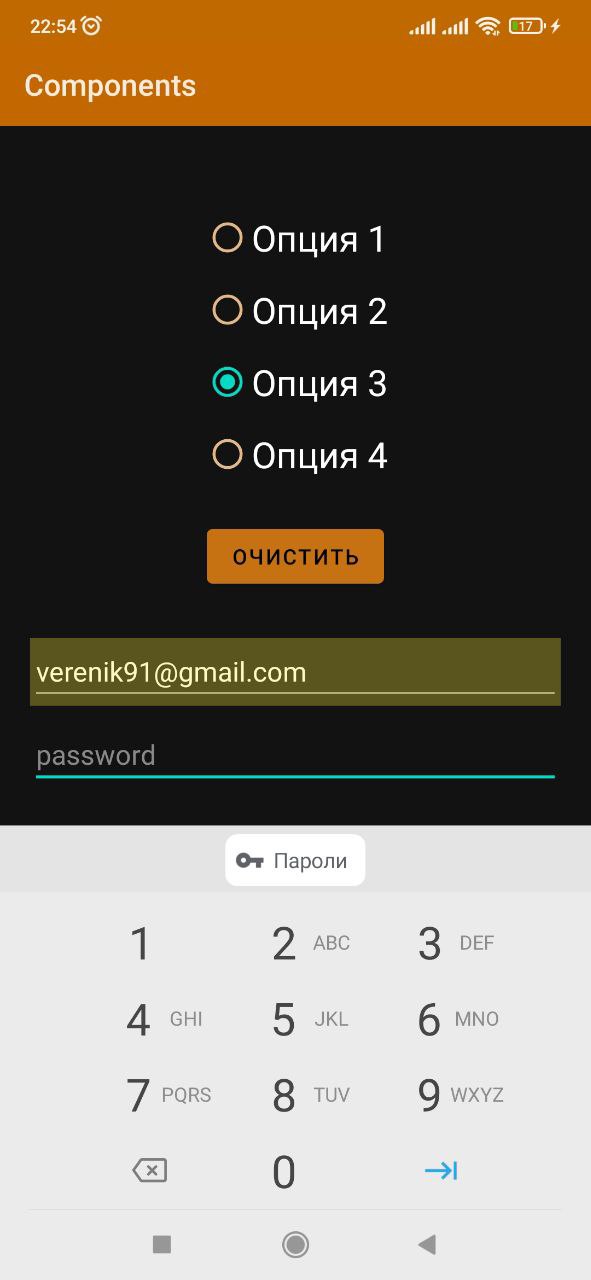 22:54 17
Components
Опция 1
Опция 2
Опция 3
Опция 4
ОЧИСТИТЬ
verenik91@gmail.com
password
Пароли
1 2 ABC 3 DEF
4 GHI 5 JKL 6 MNO
7 PQRS 8 TUV 9 WXYZ
0